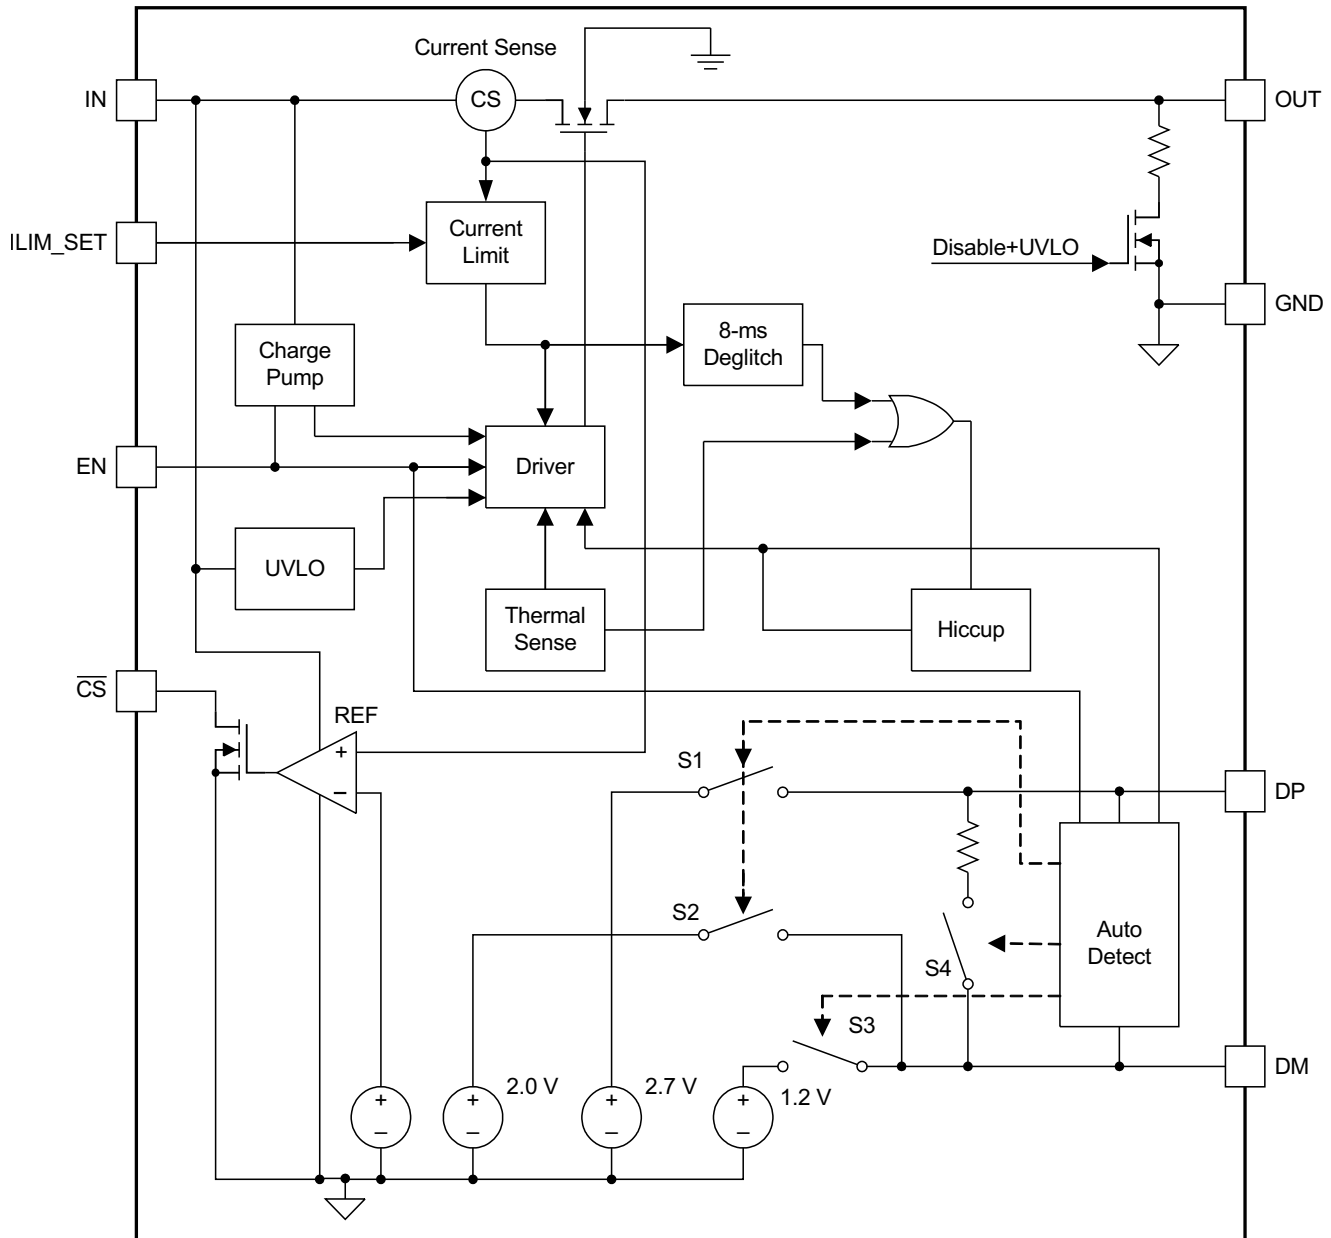 Current Sense
IN
CS
OUT
ILIM_SET
Current
Limit
Disable+UVLO
GND
8-ms
Deglitch
Charge
Pump
EN
Driver
UVLO
Thermal
Sense
Hiccup
CS
REF
+
–
S1
DP
S2
Auto
Detect
S4
S3
DM
2.0 V
2.7 V
1.2 V
+
–
+
–
+
–
+
–